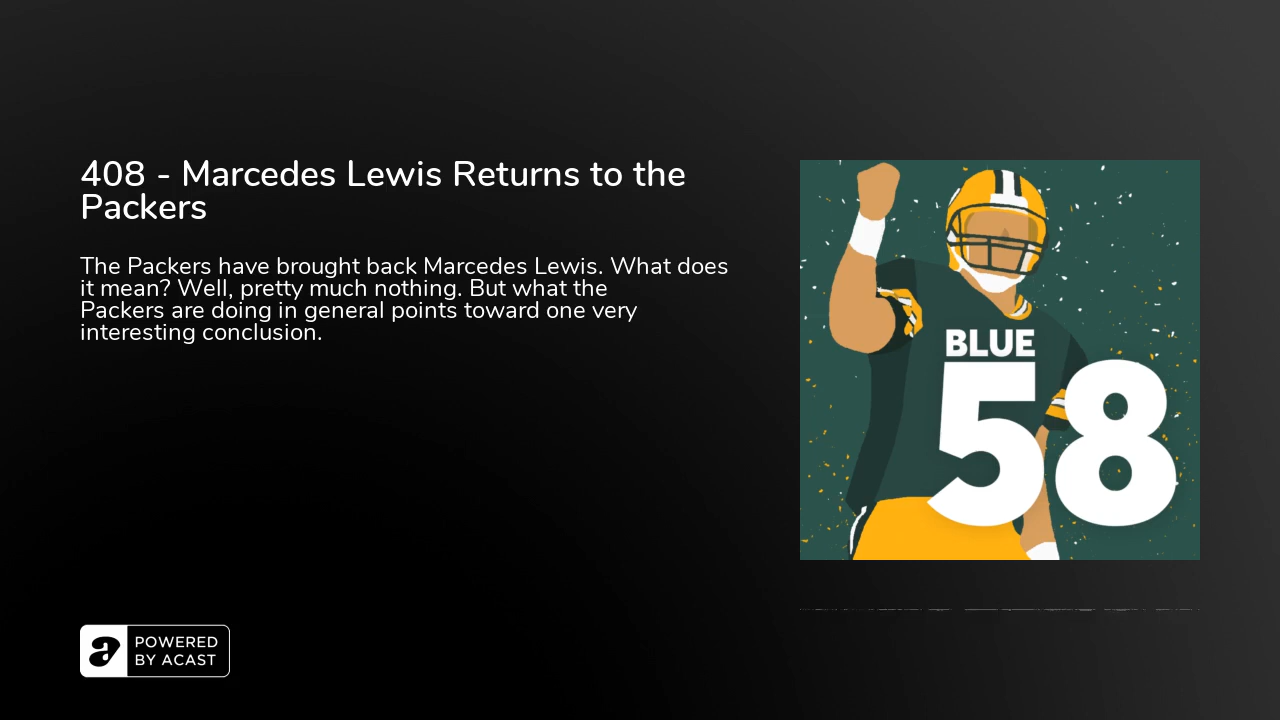 408 - Marcedes Lewis Returns to the
Packers
The Packers have brought back Marcedes Lewis. What does
it mean? Well, pretty much nothing. But what the
Packers are doing in general points toward one very
interesting conclusion.
BLUE
58
POWERED
BY ACAST